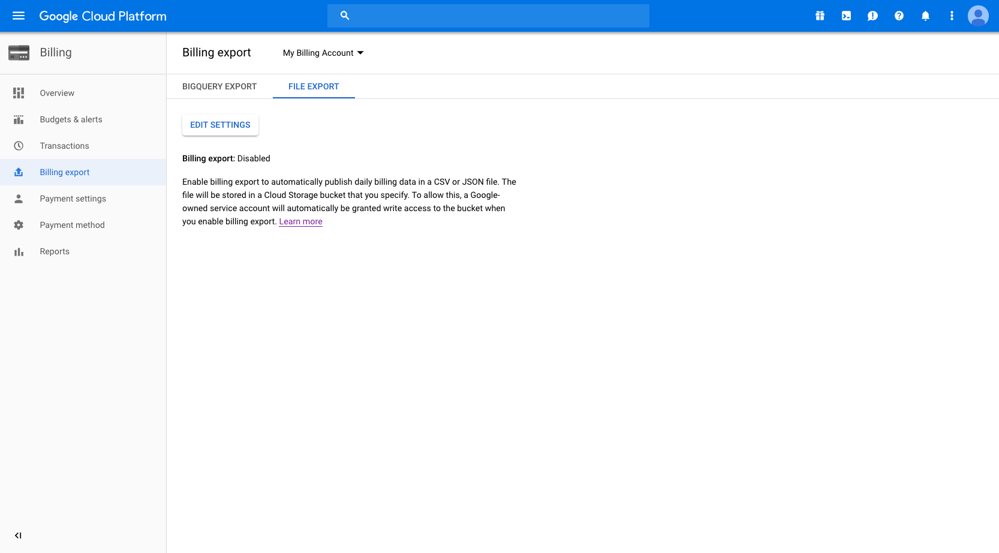 Google Cloud Platform
Billing
Billing export
My Billing Account
Overview
Budgets & alerts
Transactions
Billing export
Payment settings
Payment method
Reports
BIGQUERY EXPORT
FILE EXPORT
EDIT SETTINGS
Billing export: Disabled
Enable billing export to automatically publish daily billing data in a CSV or JSON file. The
file will be stored in a Cloud Storage bucket that you specify. To allow this, a Google-
owned service account will automatically be granted write access to the bucket when
you enable billing export. Learn more